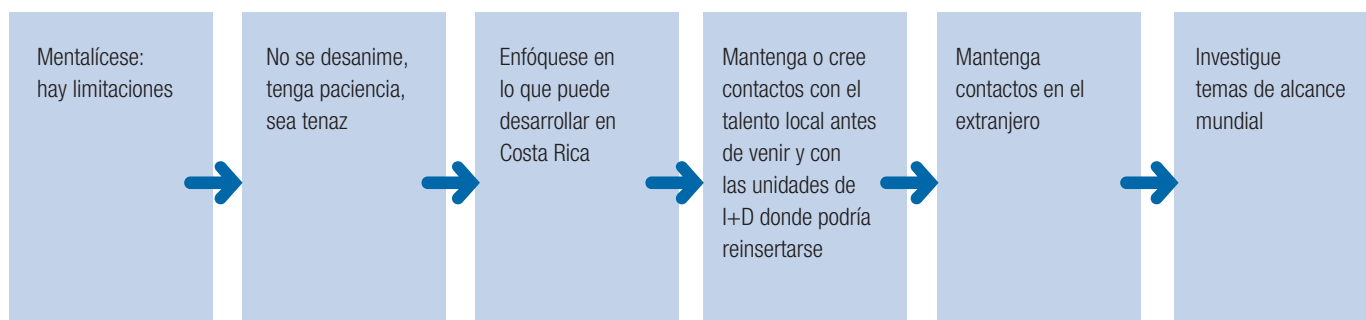 Mentalícese:
hay limitaciones
No se desanime,
tenga paciencia,
sea tenaz
Enfóquese en
lo que puede
desarrollar en
Costa Rica
Mantenga o cree
contactos con el
talento local antes
de venir y con
las unidades de
I+D donde podría
reinsertarse
Mantenga
contactos en el
extranjero
Investigue
temas de alcance
mundial